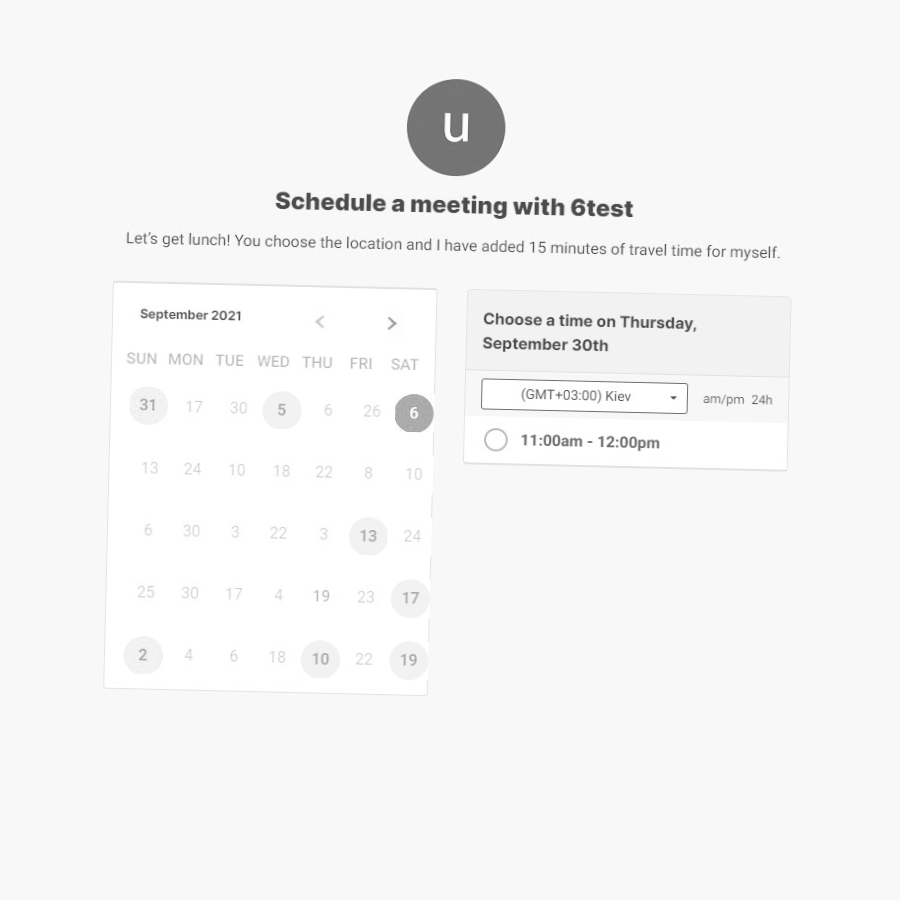 u
Schedule a meeting with 6test
Let's get lunch! You choose the location and I have added 15 minutes of travel time for myself.
September 2021
SUN MON TUE WED THU FRI SAT
31 17 30 5 6 26 6
13 24 10 18 22 8 10
6 30 3 22 3 13 24
25 30 17 4 19 23 17
2 4 6 18 10 22 19
Choose a time on Thursday,
September 30th
(GMT+03:00) Kiev am/pm 24h
11:00am - 12:00pm